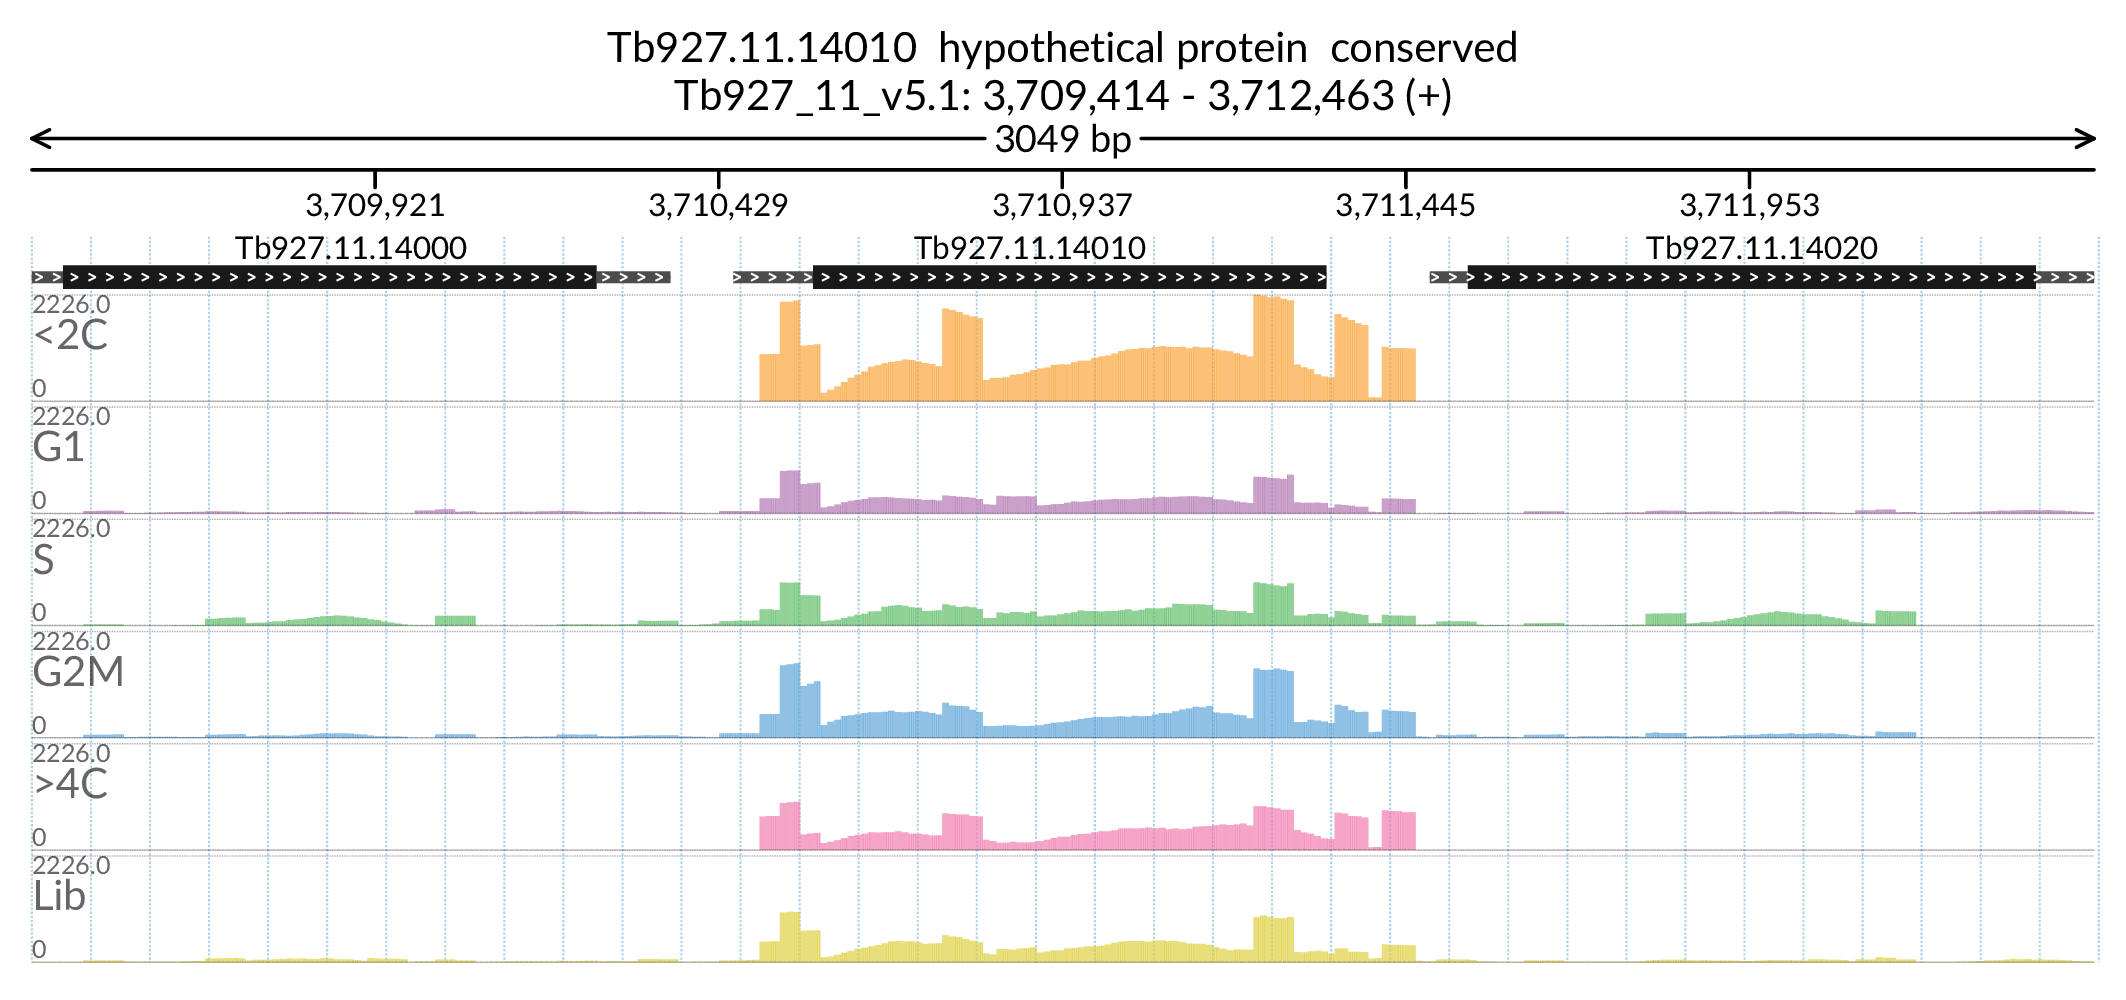 Tb927.11.14010 hypothetical protein conserved
Tb927_11_v5.1: 3,709,414 - 3,712,463 (+)
3049 bp
3,709,921 3,710,429 3,710,937 3,711,445 3,711,953
Tb927.11.14000 Tb927.11.14010 Tb927.11.14020
2226.0
<2C
0
2226.0
G1
0
2226.0
S
0
2226.0
G2M
0
2226.0
>4C
0
2226.0
Lib
0